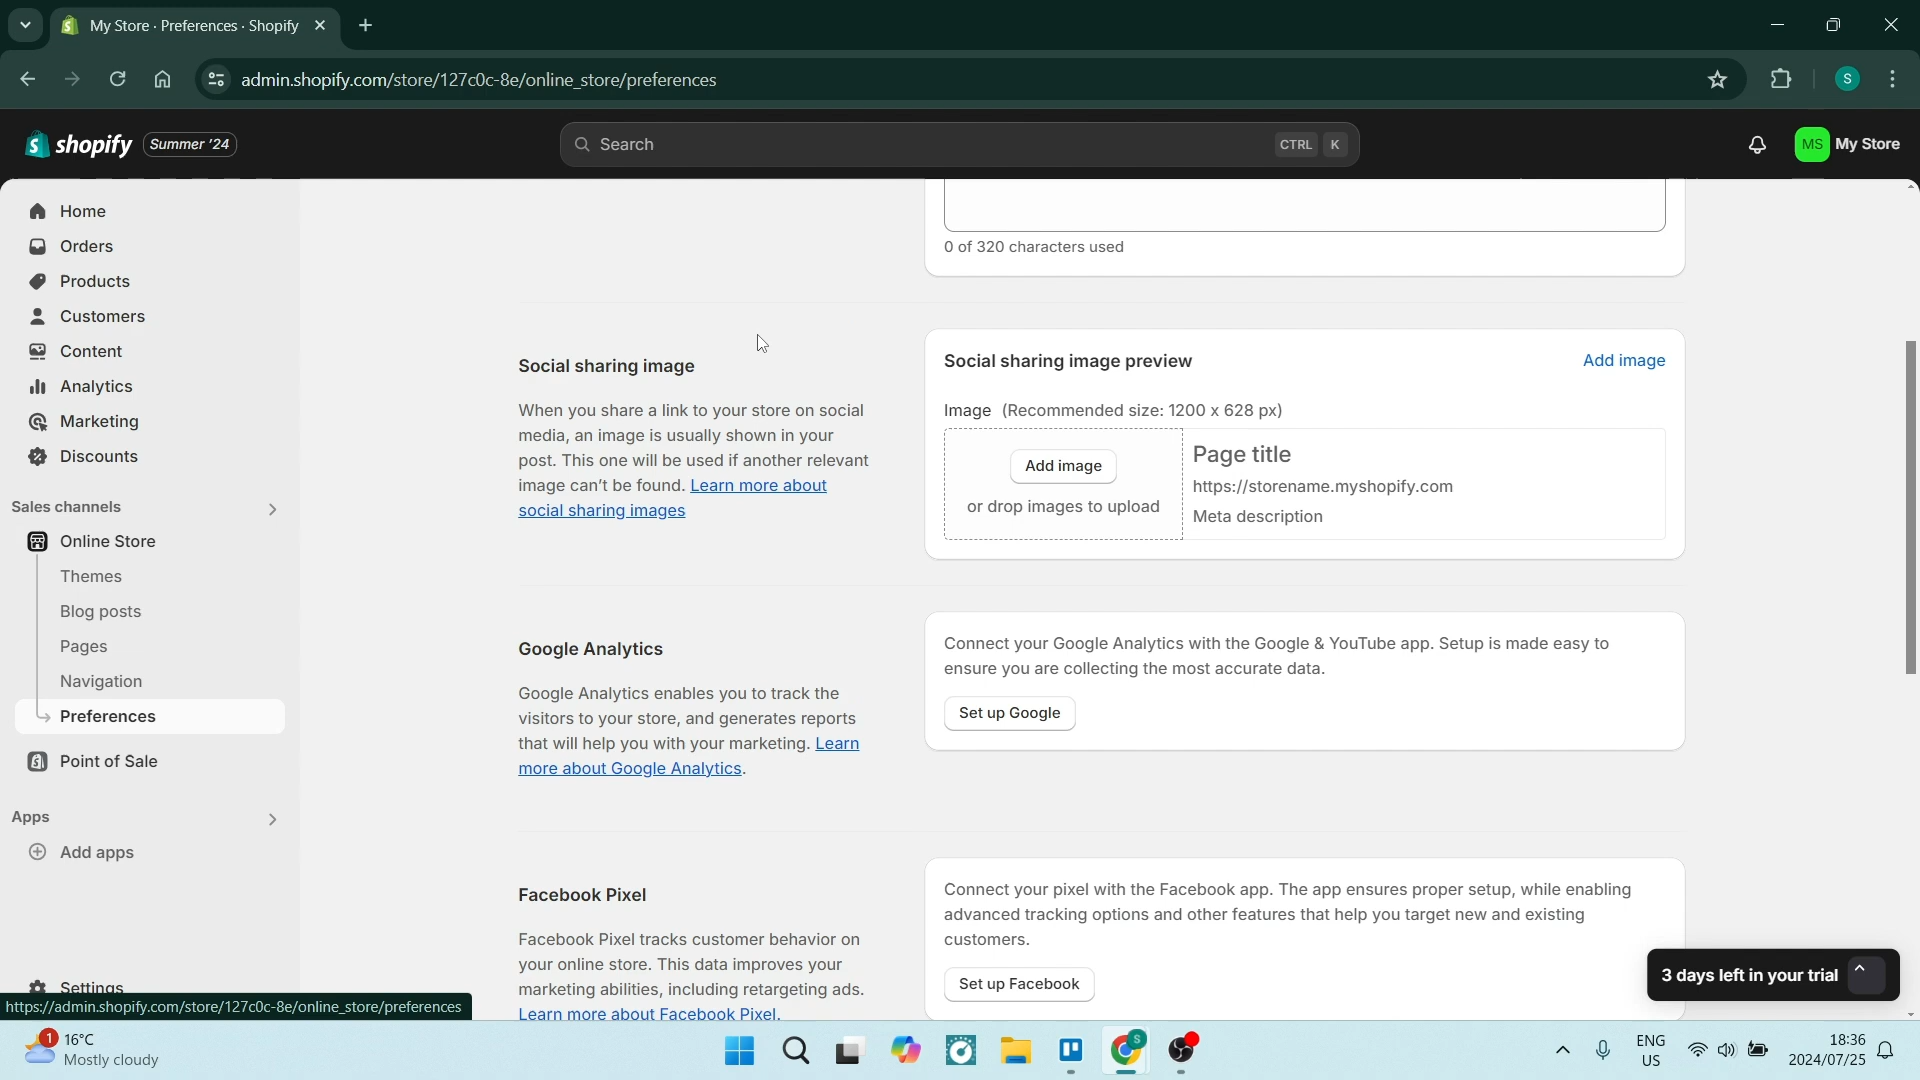 My Store · Preferences · Shopify
admin.shopify.com/store/127c0c-8e/online_store/preferences
S
shopify
Summer '24
Search
CTRL K
MS My Store
Home
Orders
Products
Customers
Content
Analytics
Marketing
Discounts
Sales channels
Online Store
Themes
Blog posts
Pages
Navigation
Preferences
Point of Sale
Apps
Add apps
Settings
https://admin.shopify.com/store/127c0c-8e/online_store/preferences
0 of 320 characters used
Social sharing image
When you share a link to your store on social
media, an image is usually shown in your
post. This one will be used if another relevant
image can't be found. Learn more about
social sharing images
Social sharing image preview
Add image
Image (Recommended size: 1200 x 628 px)
Add image
or drop images to upload
Page title
https://storename.myshopify.com
Meta description
Google Analytics
Google Analytics enables you to track the
visitors to your store, and generates reports
that will help you with your marketing. Learn
more about Google Analytics.
Connect your Google Analytics with the Google & YouTube app. Setup is made easy to
ensure you are collecting the most accurate data.
Set up Google
Facebook Pixel
Facebook Pixel tracks customer behavior on
your online store. This data improves your
marketing abilities, including retargeting ads.
Learn more about Facebook Pixel.
Connect your pixel with the Facebook app. The app ensures proper setup, while enabling
advanced tracking options and other features that help you target new and existing
customers.
Set up Facebook
3 days left in your trial
1
16°C
Mostly cloudy
S
ENG
US
18:36
2024/07/25